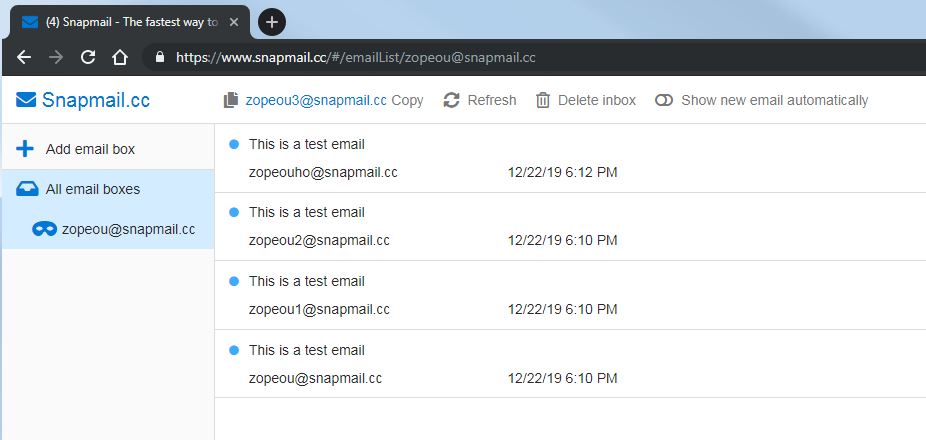 (4) Snapmail - The fastest way to
https://www.snapmail.cc/#/emailList/zopeou@snapmail.cc
Snapmail.cc
zopeou3@snapmail.cc Copy Refresh Delete inbox Show new email automatically
Add email box
All email boxes
zopeou@snapmail.cc
This is a test email
zopeouho@snapmail.cc 12/22/19 6:12 PM
This is a test email
zopeou2@snapmail.cc 12/22/19 6:10 PM
This is a test email
zopeou1@snapmail.cc 12/22/19 6:10 PM
This is a test email
zopeou@snapmail.cc 12/22/19 6:10 PM